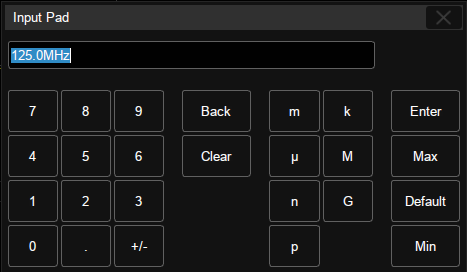 Input Pad
125.0MHz
7 8 9 Back m k Enter
4 5 6 Clear μ M Max
1 2 3 n G Default
0 . +/- p Min